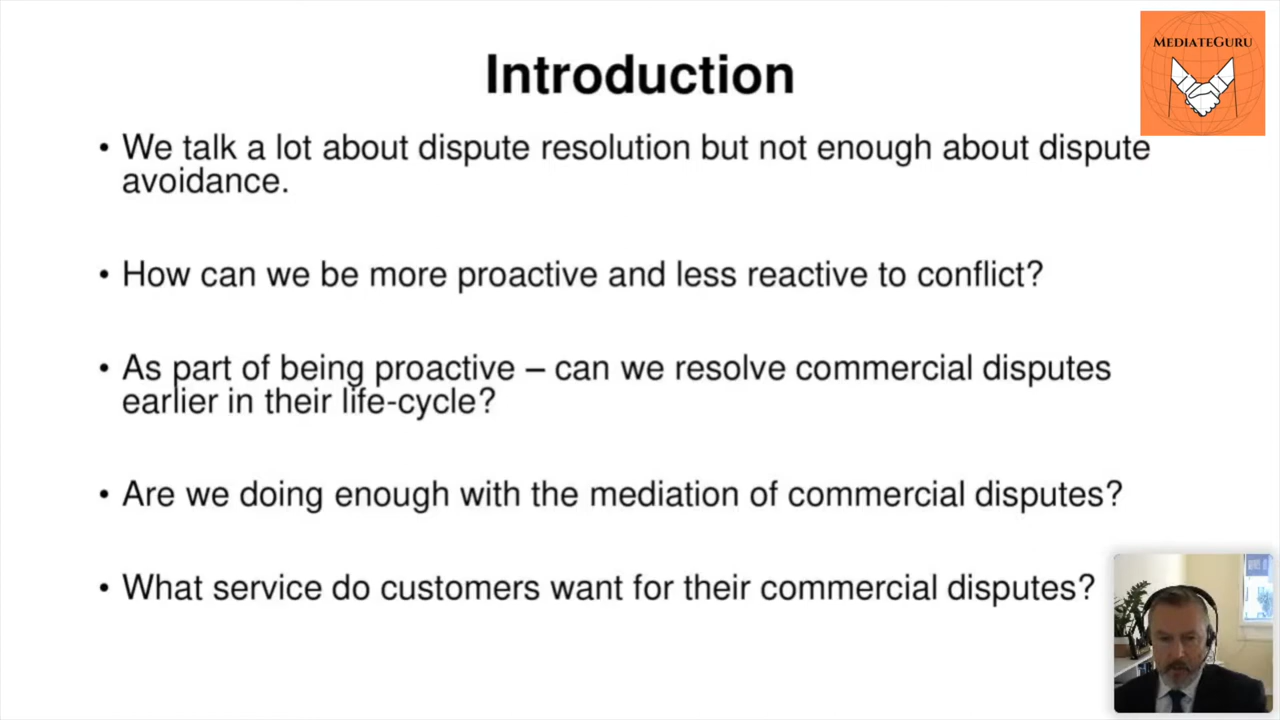 MEDIATEGURU
Introduction
• We talk a lot about dispute resolution but not enough about dispute
avoidance.
• How can we be more proactive and less reactive to conflict?
• As part of being proactive – can we resolve commercial disputes
earlier in their life-cycle?
• Are we doing enough with the mediation of commercial disputes?
• What service do customers want for their commercial disputes?